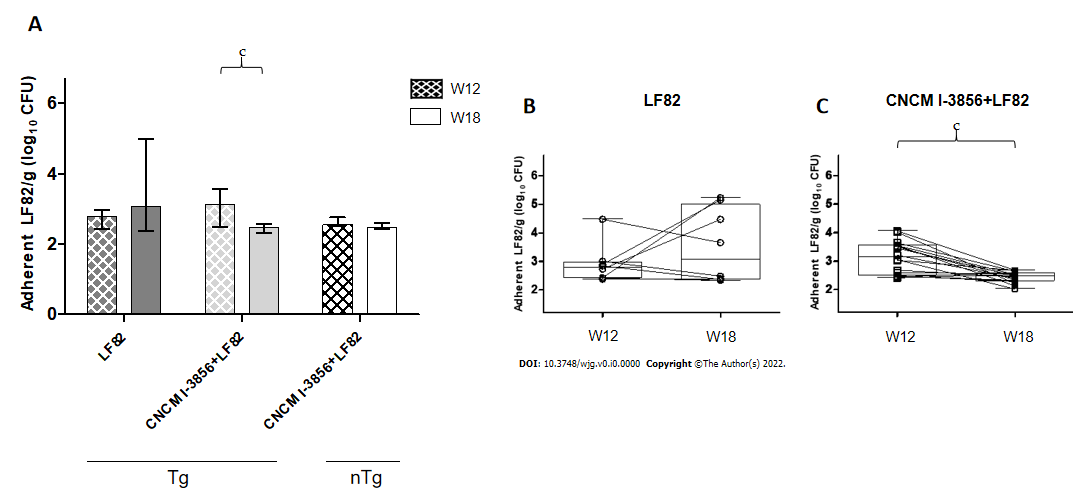 A
c
Adherent LF82/g (log10 CFU)
6
4
2
0
W12
W18
LF82
CNCM I-3856+LF82
CNCM I-3856+LF82
Tg
nTg
B
LF82
Adherent LF82/g (log10 CFU)
6
5
4
3
2
W12
W18
C
CNCM I-3856+LF82
c
Adherent LF82/g (log10 CFU)
6
5
4
3
2
W12
W18
DOI: 10.3748/wjg.v0.i0.0000 Copyright ©The Author(s) 2022.